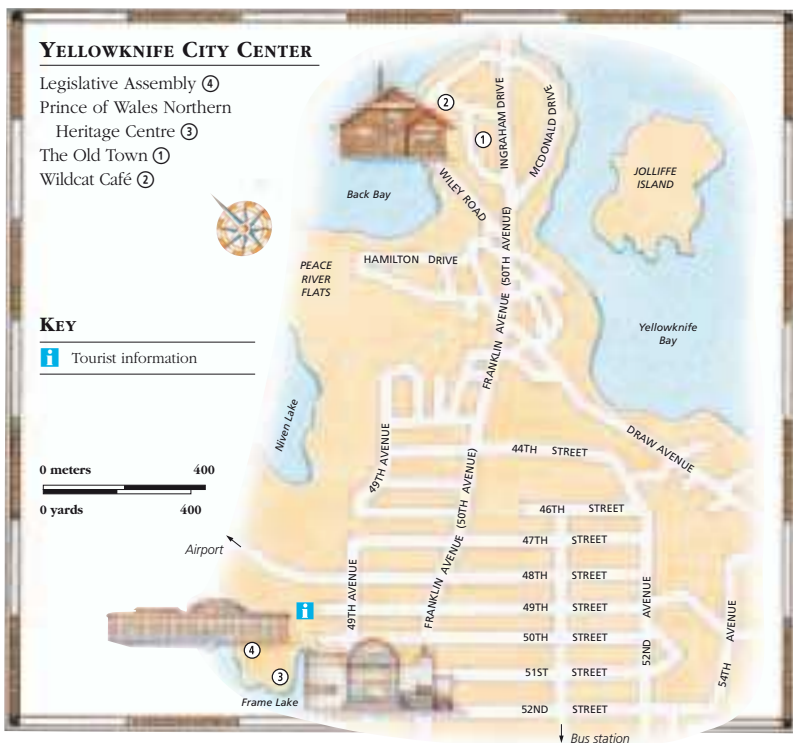 YELLOWKNIFE CITY CENTER
Legislative Assembly ④
Prince of Wales Northern
Heritage Centre ③
The Old Town ①
Wildcat Café ②
KEY
i Tourist information
0 meters 400
0 yards 400
②
①
INGRAHAM DRIVE
MCDONALD DRIVE
JOLLIFFE
ISLAND
Back Bay
WILEY ROAD
HAMILTON DRIVE
PEACE
RIVER
FLATS
FRANKLIN AVENUE (50TH AVENUE)
Yellowknife
Bay
Niven Lake
49TH AVENUE
44TH STREET
DRAW AVENUE
FRANKLIN AVENUE (50TH AVENUE)
46TH STREET
47TH STREET
Airport
48TH STREET
49TH AVENUE
i
49TH STREET
50TH STREET
52ND AVENUE
54TH AVENUE
④
③
51ST STREET
Frame Lake
52ND STREET
Bus station